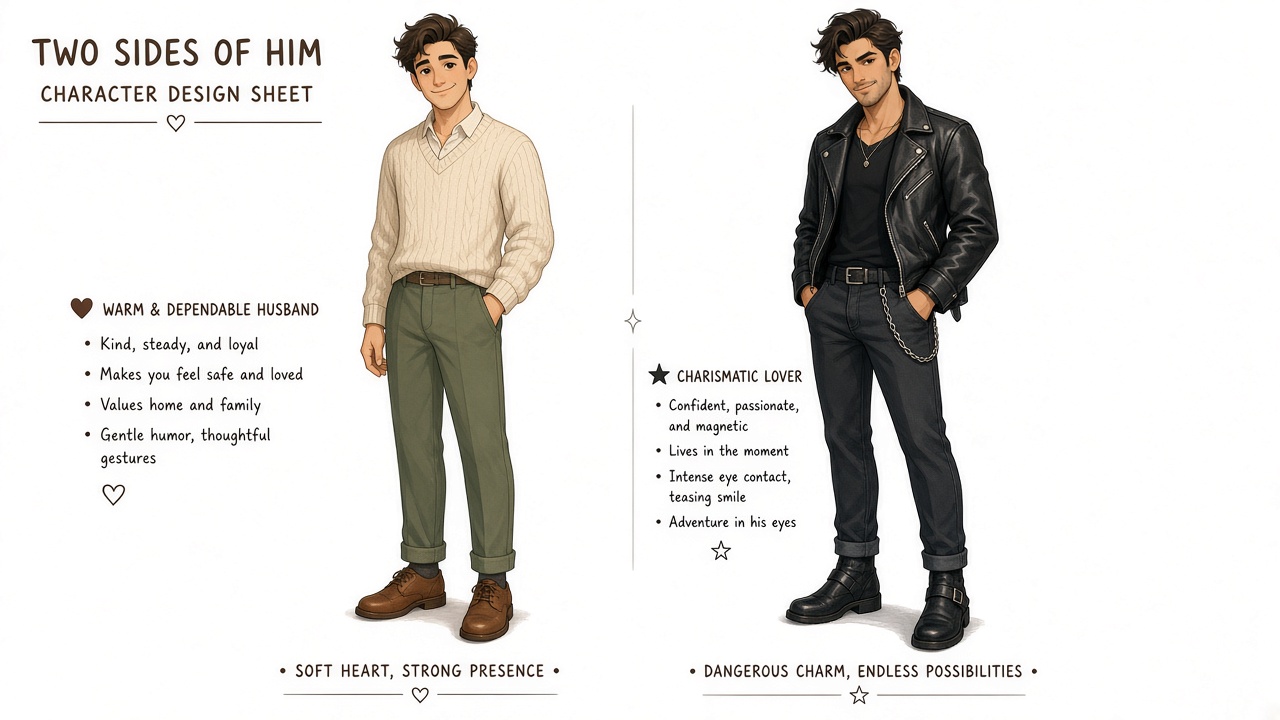 TWO SIDES OF HIM
CHARACTER DESIGN SHEET
WARM & DEPENDABLE HUSBAND
• Kind, steady, and loyal
• Makes you feel safe and loved
• Values home and family
• Gentle humor, thoughtful
gestures
• SOFT HEART, STRONG PRESENCE •
CHARISMATIC LOVER
• Confident, passionate,
and magnetic
• Lives in the moment
• Intense eye contact,
teasing smile
• Adventure in his eyes
• DANGEROUS CHARM, ENDLESS POSSIBILITIES •